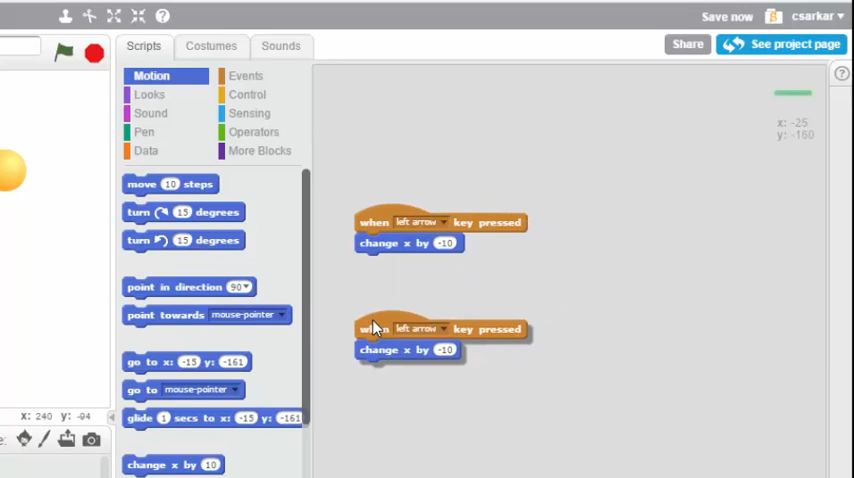 Save now csarkar
Scripts Costumes Sounds Share See project page
Motion Events
Looks Control
Sound Sensing
Pen Operators
Data More Blocks
x: -25
y: -160
move 10 steps
turn 15 degrees
turn 15 degrees
point in direction 90
point towards mouse-pointer
go to x: -15 y: -161
go to mouse-pointer
glide 1 secs to x: -15 y: -161
change x by 10
when left arrow key pressed
change x by -10
when left arrow key pressed
change x by -10
x: 240 y: -94